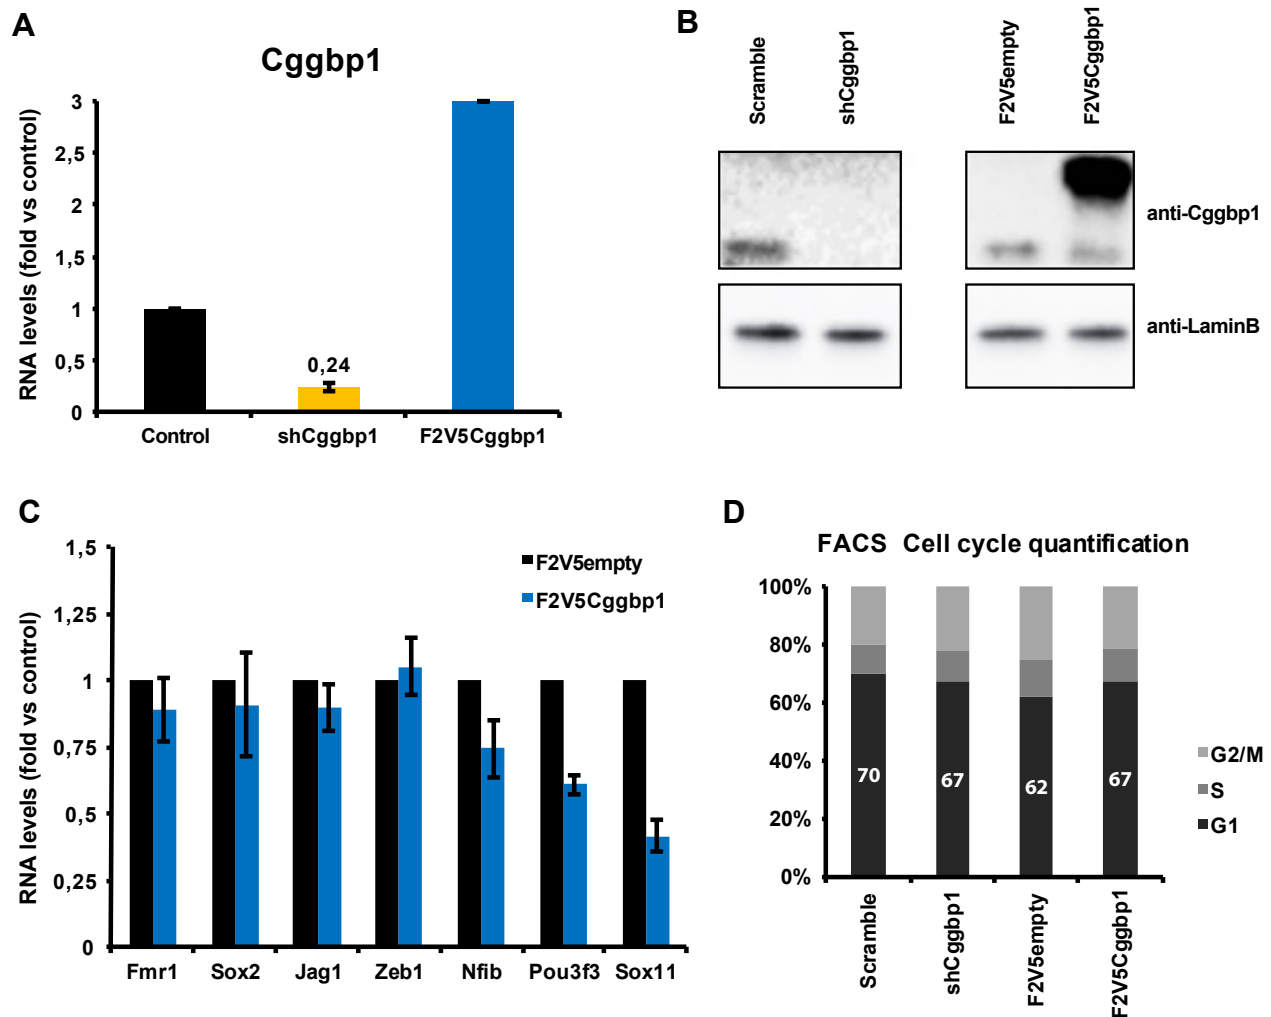 A
Cggbp1
RNA levels (fold vs control)
3
2,5
2
1,5
1
0,5
0
0,24
Control
shCggbp1
F2V5Cggbp1
B
Scramble
shCggbp1
F2V5empty
F2V5Cggbp1
anti-Cggbp1
anti-LaminB
C
RNA levels (fold vs control)
1,5
1,25
1
0,75
0,5
0,25
0
F2V5empty
F2V5Cggbp1
Fmr1
Sox2
Jag1
Zeb1
Nfib
Pou3f3
Sox11
D
FACS Cell cycle quantification
100%
80%
60%
40%
20%
0%
70
67
62
67
G2/M
S
G1
Scramble
shCggbp1
F2V5empty
F2V5Cggbp1